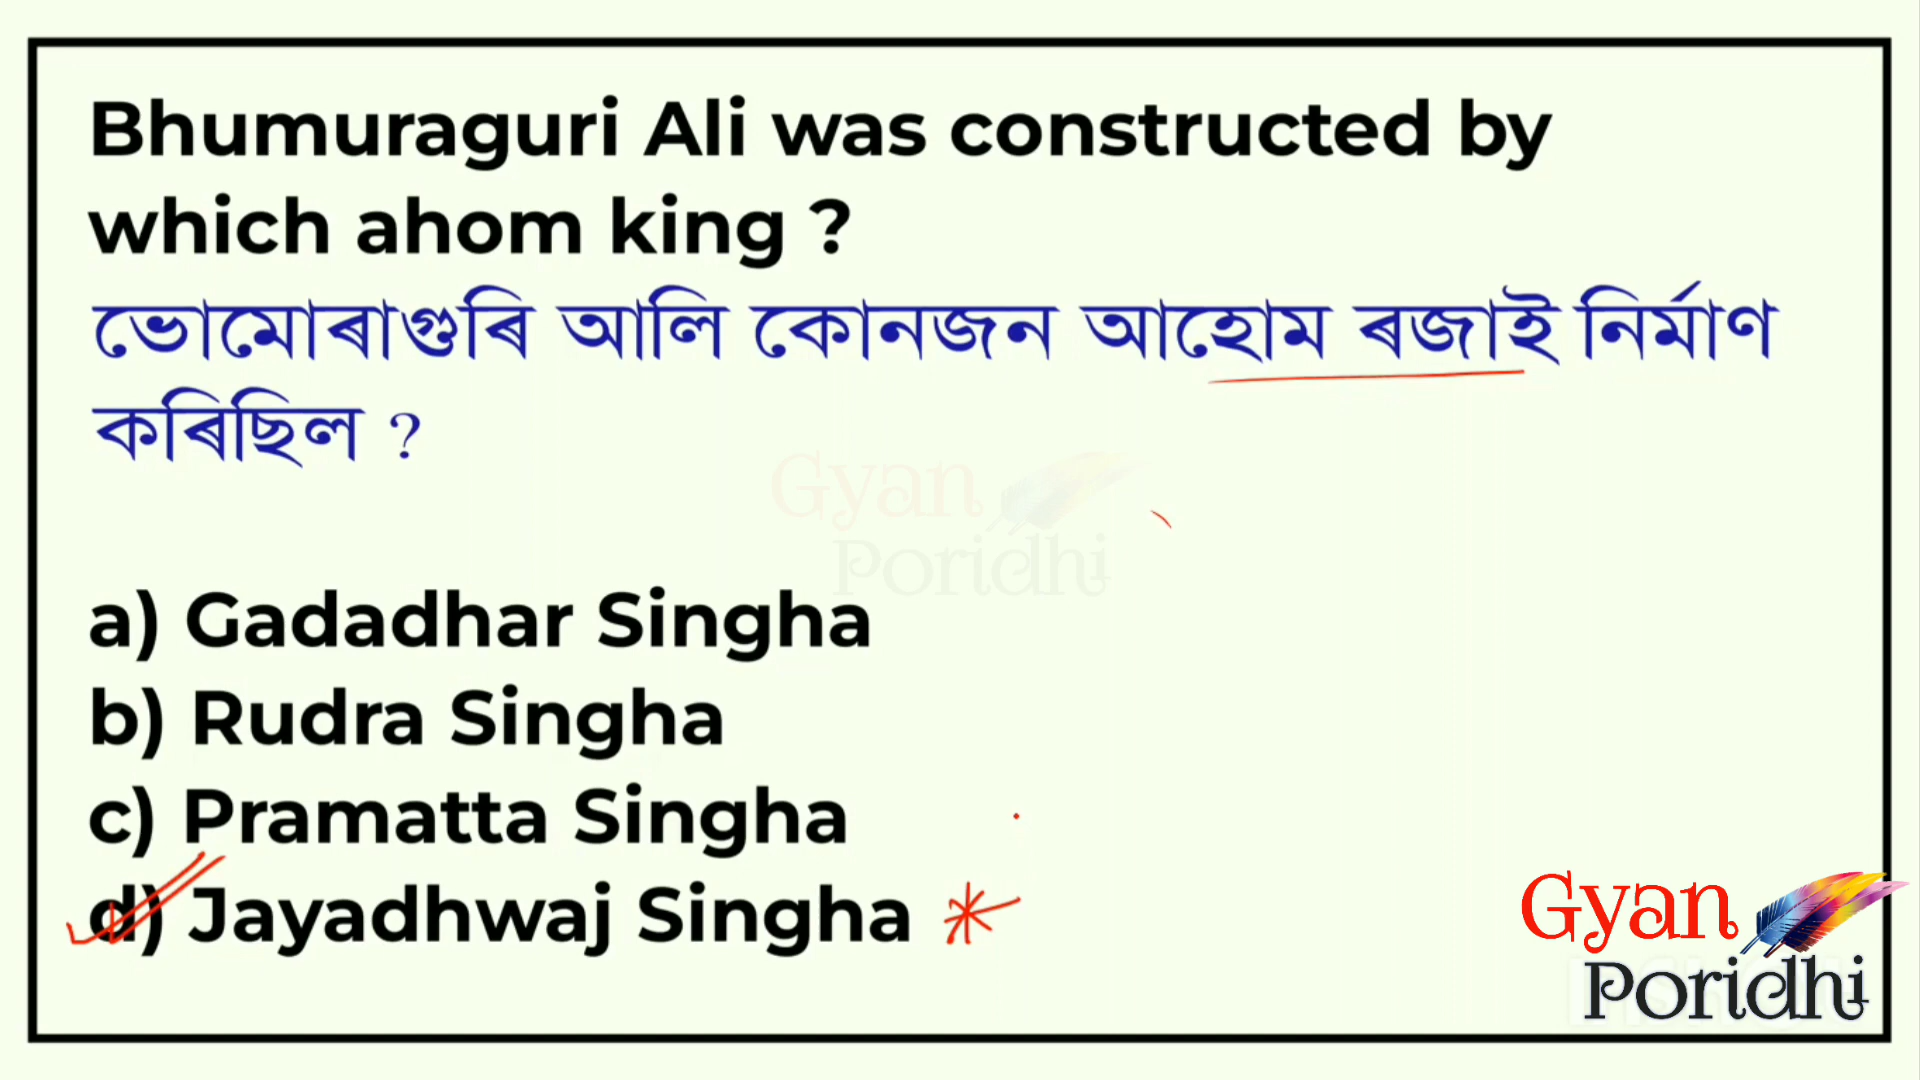 Bhumuraguri Ali was constructed by
which ahom king ?
ভোমোৰাগুৰি আলি কোনজন আহোম ৰজাই নিৰ্মাণ
কৰিছিল ?
Gyan
Poridhi
a) Gadadhar Singha
b) Rudra Singha
c) Pramatta Singha
d) Jayadhwaj Singha
Gyan
Poridhi